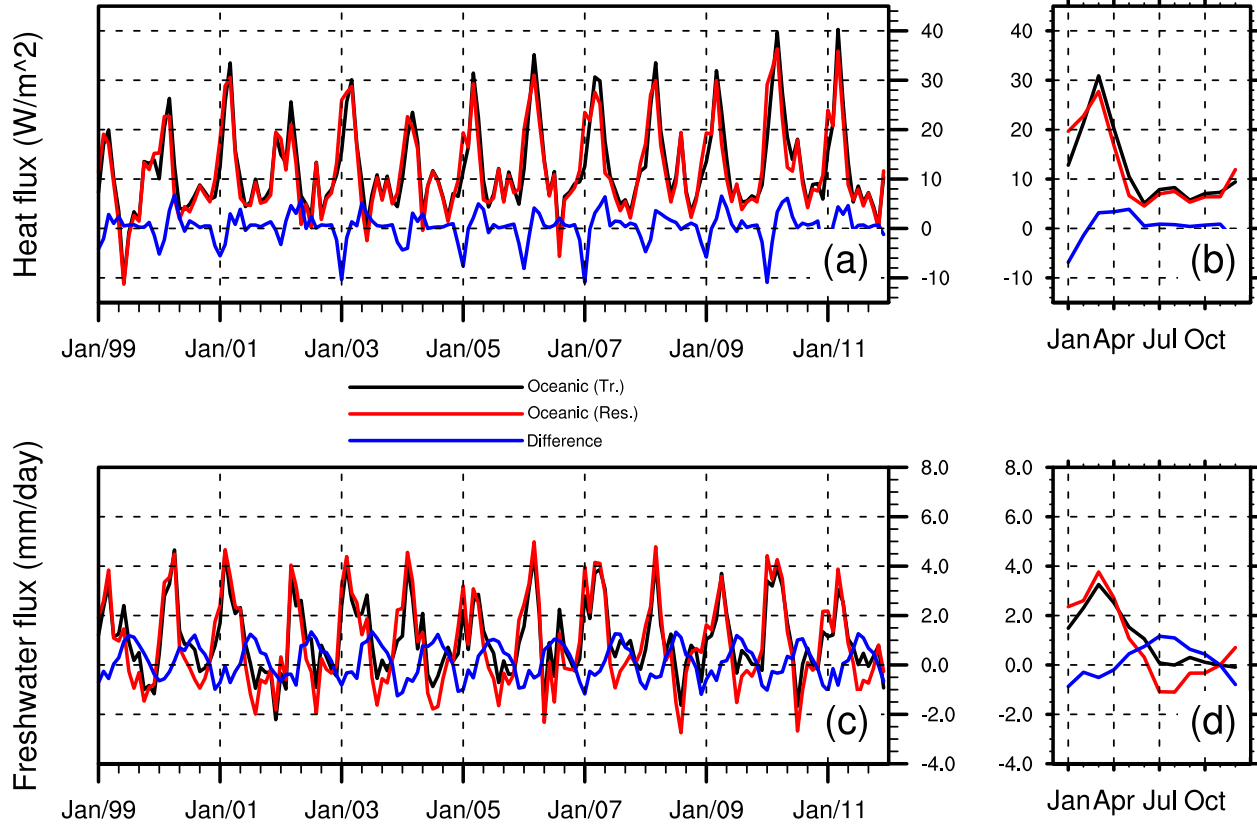 Heat flux (W/m^2)
40
30
20
10
0
-10
(a)
Jan/99 Jan/01 Jan/03 Jan/05 Jan/07 Jan/09 Jan/11
40
30
20
10
0
-10
(b)
Jan Apr Jul Oct
Oceanic (Tr.)
Oceanic (Res.)
Difference
Freshwater flux (mm/day)
8.0
6.0
4.0
2.0
0.0
-2.0
-4.0
(c)
Jan/99 Jan/01 Jan/03 Jan/05 Jan/07 Jan/09 Jan/11
8.0
6.0
4.0
2.0
0.0
-2.0
-4.0
(d)
Jan Apr Jul Oct